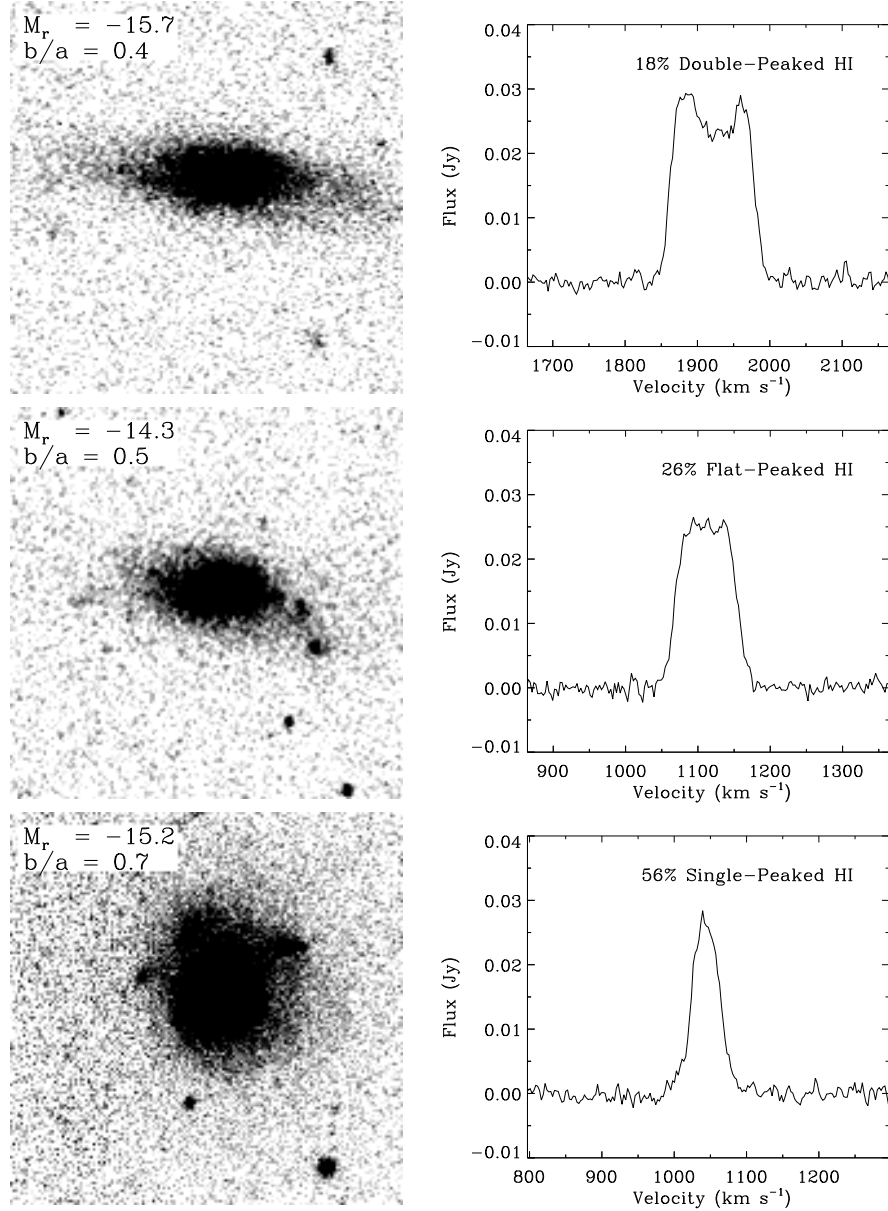 M_r = −15.7
b/a = 0.4
18% Double−Peaked HI
0.04
0.03
0.02
0.01
0.00
−0.01
Flux (Jy)
1700 1800 1900 2000 2100
Velocity (km s⁻¹)
M_r = −14.3
b/a = 0.5
26% Flat−Peaked HI
0.04
0.03
0.02
0.01
0.00
−0.01
Flux (Jy)
900 1000 1100 1200 1300
Velocity (km s⁻¹)
M_r = −15.2
b/a = 0.7
56% Single−Peaked HI
0.04
0.03
0.02
0.01
0.00
−0.01
Flux (Jy)
800 900 1000 1100 1200
Velocity (km s⁻¹)